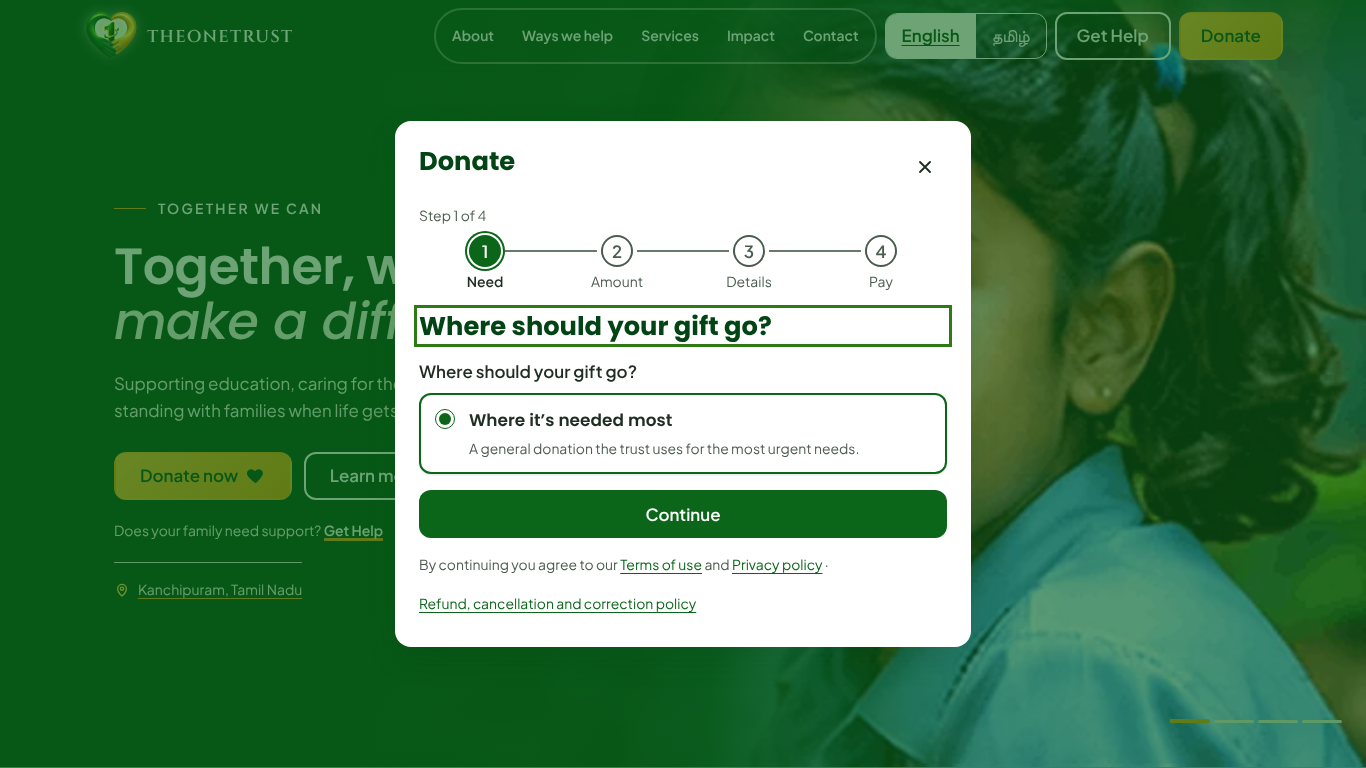 THEONETRUST
About
Ways we help
Services
Impact
Contact
English
தமிழ்
Get Help
Donate
Donate
Step 1 of 4
1
2
3
4
Need
Amount
Details
Pay
Where should your gift go?
Where should your gift go?
Where it’s needed most
A general donation the trust uses for the most urgent needs.
Continue
By continuing you agree to our Terms of use and Privacy policy ·
Refund, cancellation and correction policy
TOGETHER WE CAN
Together,
make a
Supporting education, caring for
standing with families when life gets
Donate now
Learn
Does your family need support? Get Help
Kanchipuram, Tamil Nadu